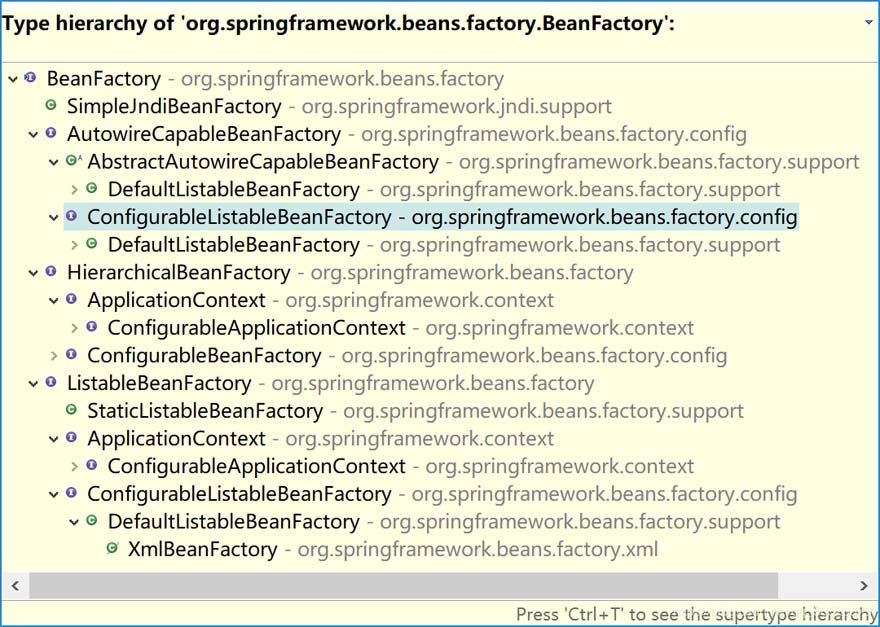 Type hierarchy of 'org.springframework.beans.factory.BeanFactory':
BeanFactory - org.springframework.beans.factory
SimpleJndiBeanFactory - org.springframework.jndi.support
AutowireCapableBeanFactory - org.springframework.beans.factory.config
AbstractAutowireCapableBeanFactory - org.springframework.beans.factory.support
DefaultListableBeanFactory - org.springframework.beans.factory.support
ConfigurableListableBeanFactory - org.springframework.beans.factory.config
DefaultListableBeanFactory - org.springframework.beans.factory.support
HierarchicalBeanFactory - org.springframework.beans.factory
ApplicationContext - org.springframework.context
ConfigurableApplicationContext - org.springframework.context
ConfigurableBeanFactory - org.springframework.beans.factory.config
ListableBeanFactory - org.springframework.beans.factory
StaticListableBeanFactory - org.springframework.beans.factory.support
ApplicationContext - org.springframework.context
ConfigurableApplicationContext - org.springframework.context
ConfigurableListableBeanFactory - org.springframework.beans.factory.config
DefaultListableBeanFactory - org.springframework.beans.factory.support
XmlBeanFactory - org.springframework.beans.factory.xml
Press 'Ctrl+T' to see the supertype hierarchy